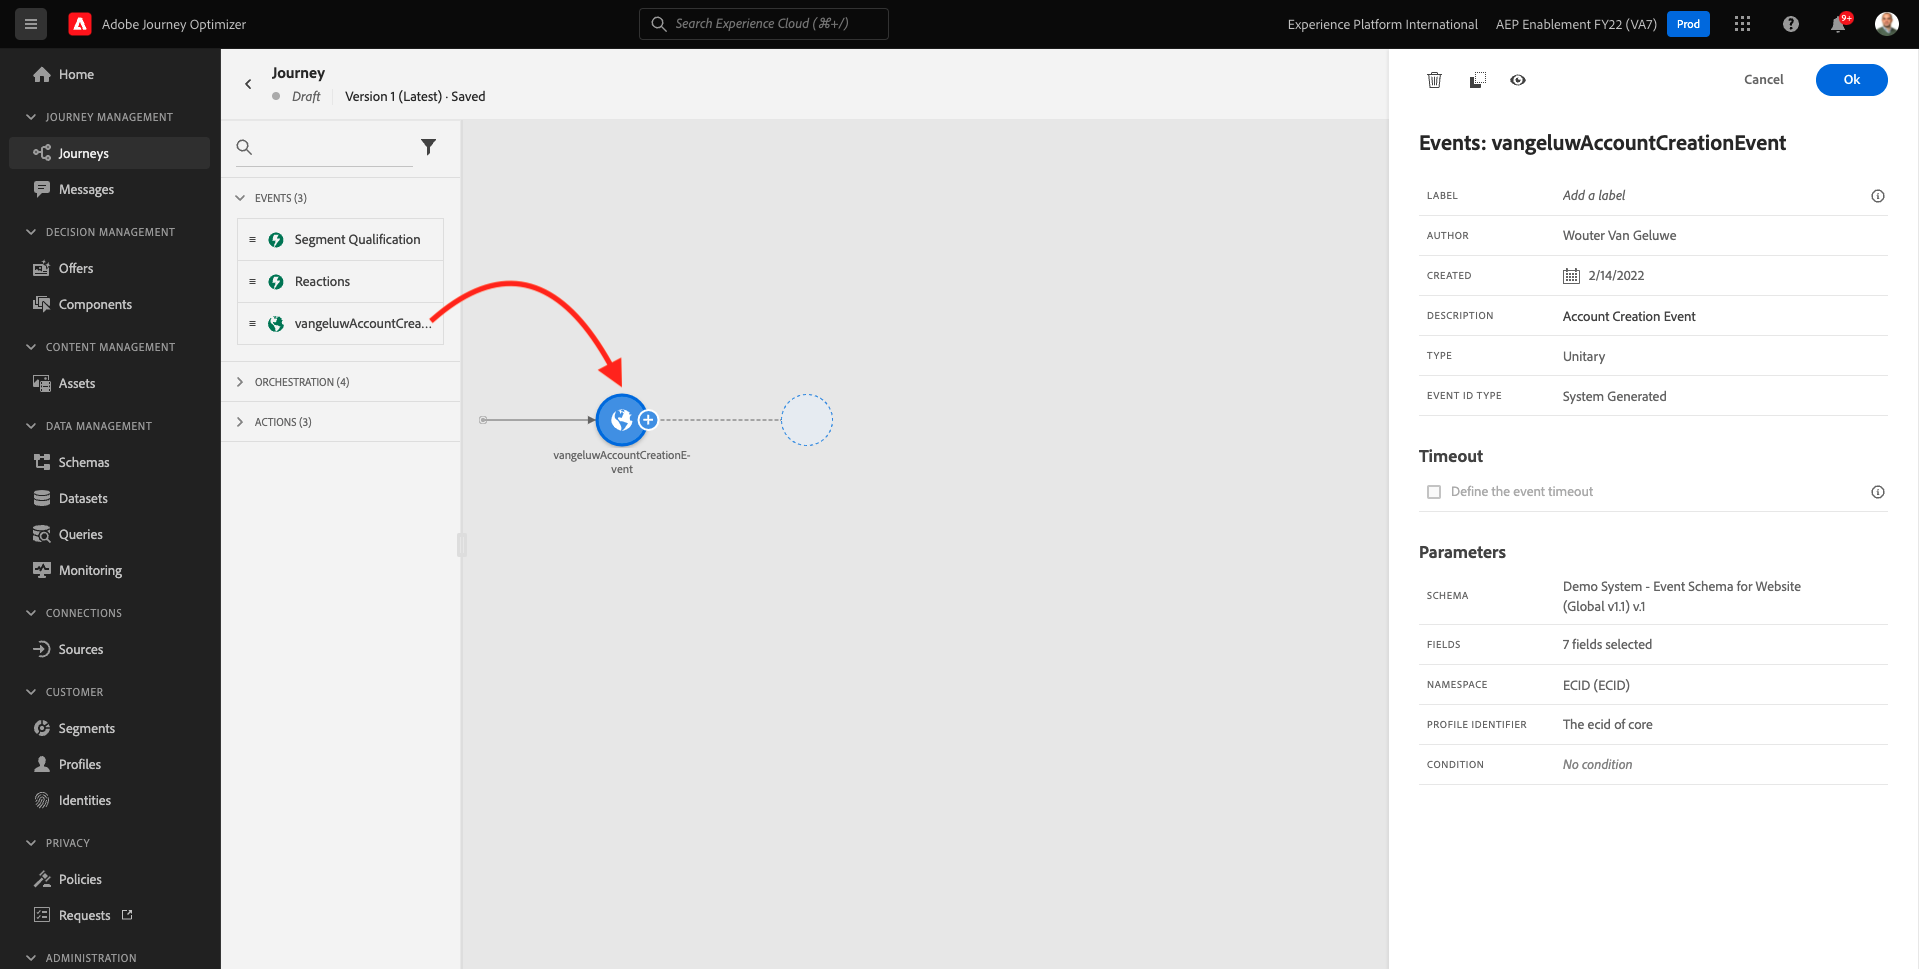 Adobe Journey Optimizer
Search Experience Cloud (⌘+/)
Experience Platform International
AEP Enablement FY22 (VA7)
Prod
9+
Home
JOURNEY MANAGEMENT
Journeys
Messages
DECISION MANAGEMENT
Offers
Components
CONTENT MANAGEMENT
Assets
DATA MANAGEMENT
Schemas
Datasets
Queries
Monitoring
CONNECTIONS
Sources
CUSTOMER
Segments
Profiles
Identities
PRIVACY
Policies
Requests
ADMINISTRATION
Journey
Draft
Version 1 (Latest) · Saved
EVENTS (3)
Segment Qualification
Reactions
vangeluwAccountCrea...
ORCHESTRATION (4)
ACTIONS (3)
vangeluwAccountCreationE-
vent
Cancel
Ok
Events: vangeluwAccountCreationEvent
LABEL Add a label
AUTHOR Wouter Van Geluwe
CREATED 2/14/2022
DESCRIPTION Account Creation Event
TYPE Unitary
EVENT ID TYPE System Generated
Timeout
Define the event timeout
Parameters
SCHEMA Demo System - Event Schema for Website
(Global v1.1) v.1
FIELDS 7 fields selected
NAMESPACE ECID (ECID)
PROFILE IDENTIFIER The ecid of core
CONDITION No condition